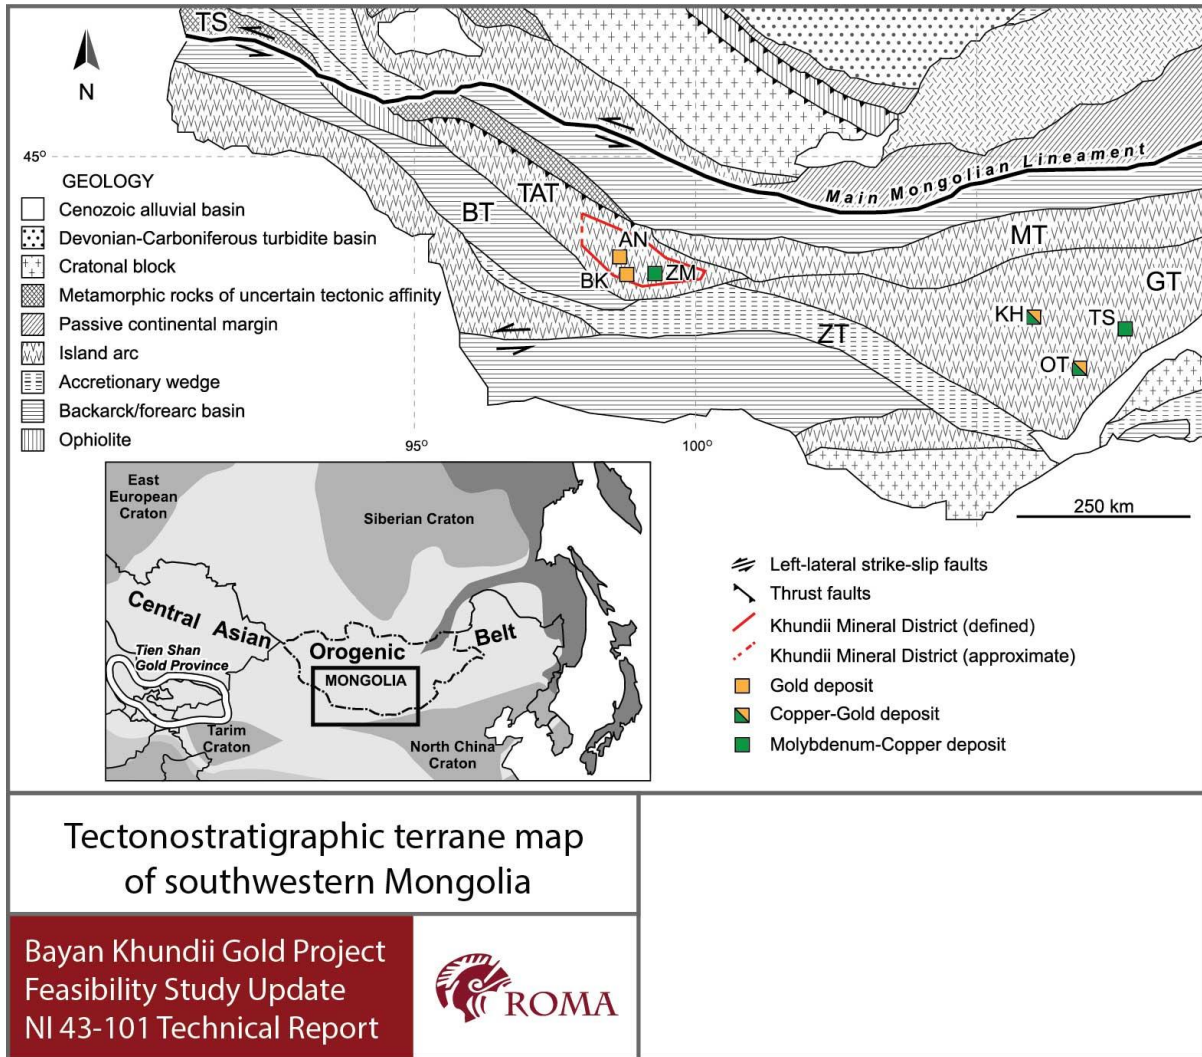 TS
N
45°
GEOLOGY
Cenozoic alluvial basin
Devonian-Carboniferous turbidite basin
Cratonal block
Metamorphic rocks of uncertain tectonic affinity
Passive continental margin
Island arc
Accretionary wedge
Backarck/forearc basin
Ophiolite
TAT
BT
AN
BK
ZM
Main Mongolian Lineament
MT
GT
KH
TS
ZT
OT
95°
100°
250 km
East
European
Craton
Siberian Craton
Central Asian
Orogenic
Belt
Tien Shan
Gold Province
MONGOLIA
Tarim
Craton
North China
Craton
Left-lateral strike-slip faults
Thrust faults
Khundii Mineral District (defined)
Khundii Mineral District (approximate)
Gold deposit
Copper-Gold deposit
Molybdenum-Copper deposit
Tectonostratigraphic terrane map
of southwestern Mongolia
Bayan Khundii Gold Project
Feasibility Study Update
NI 43-101 Technical Report
ROMA